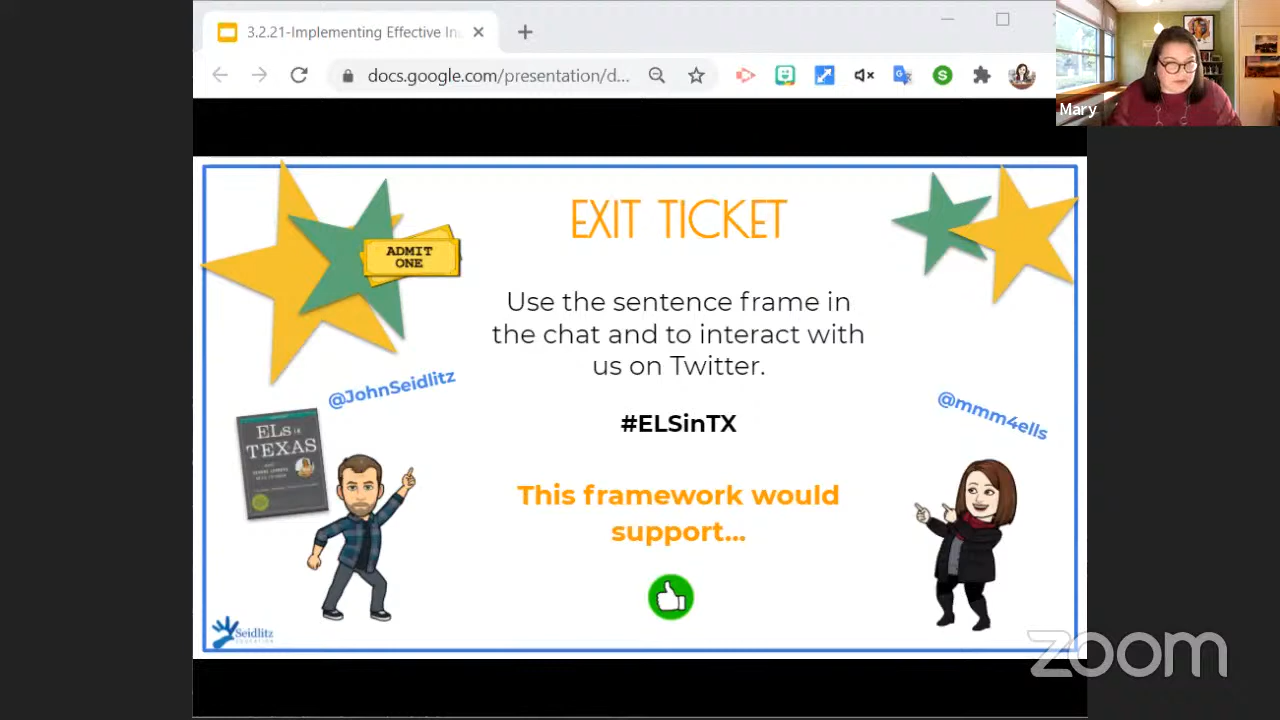 3.2.21-Implementing Effective In
docs.google.com/presentation/d...
Mary
EXIT TICKET
ADMIT
ONE
Use the sentence frame in
the chat and to interact with
us on Twitter.
@JohnSeidlitz
@mmm4ells
#ELSinTX
ELs in
TEXAS
This framework would
support...
Seidlitz
EDUCATION
zoom